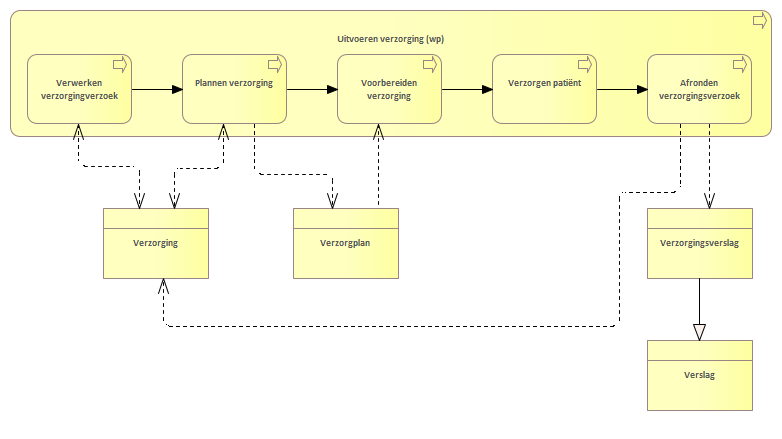 Uitvoeren verzorging (wp)
Verwerken
verzorgingverzoek
Plannen verzorging
Voorbereiden
verzorging
Verzorgen patiënt
Afronden
verzorgingsverzoek
Verzorging
Verzorgplan
Verzorgingsverslag
Verslag